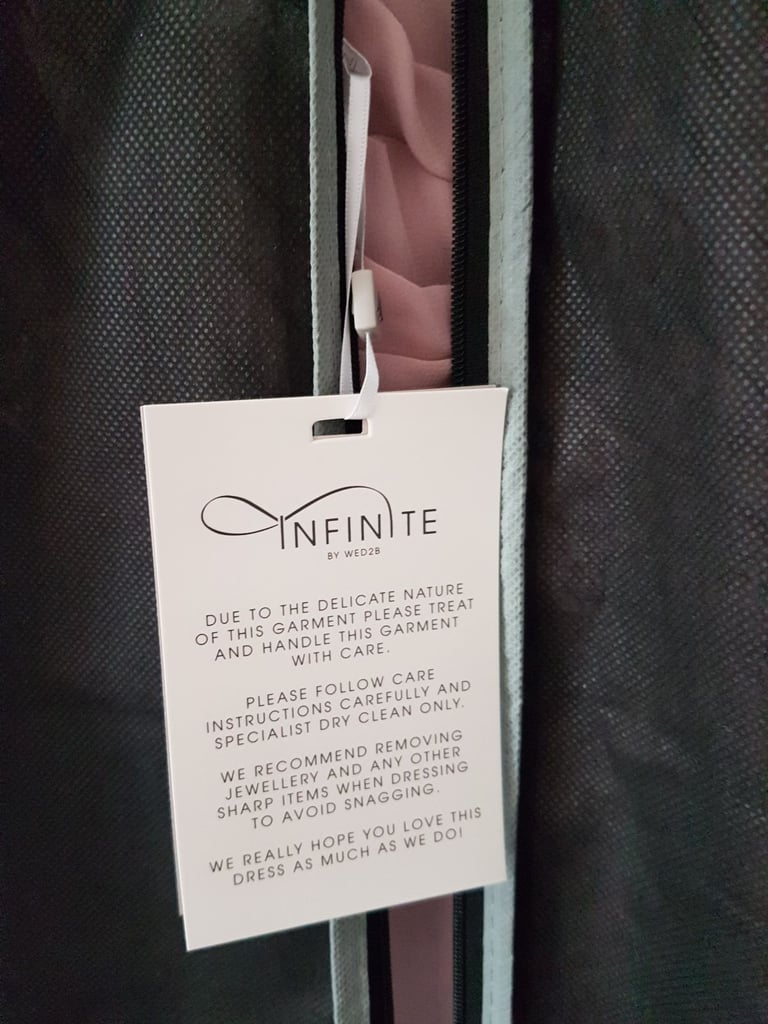 INFINITE
BY WED2B
DUE TO THE DELICATE NATURE
OF THIS GARMENT PLEASE TREAT
AND HANDLE THIS GARMENT
WITH CARE.
PLEASE FOLLOW CARE
INSTRUCTIONS CAREFULLY AND
SPECIALIST DRY CLEAN ONLY.
WE RECOMMEND REMOVING
JEWELLERY AND ANY OTHER
SHARP ITEMS WHEN DRESSING
TO AVOID SNAGGING.
WE REALLY HOPE YOU LOVE THIS
DRESS AS MUCH AS WE DO!